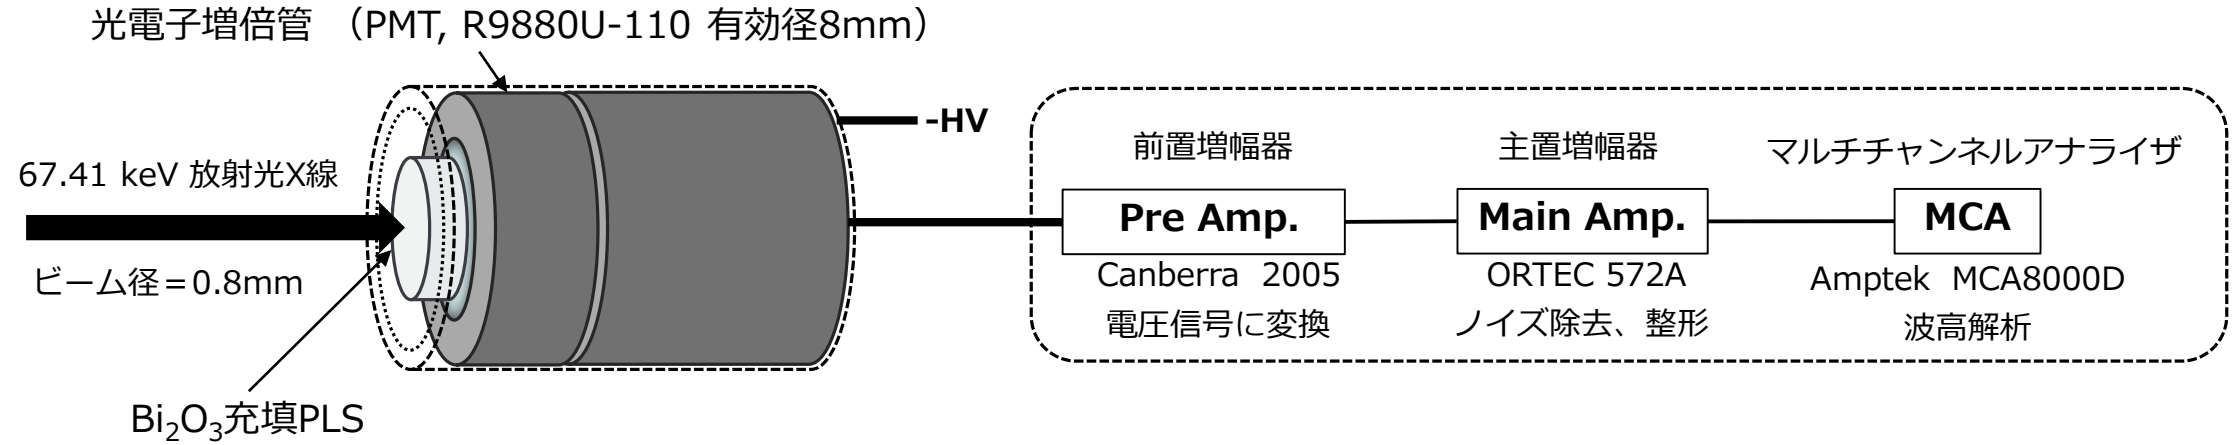 光電子増倍管 （PMT, R9880U-110 有効径8mm）
-HV
67.41 keV 放射光X線
ビーム径＝0.8mm
Bi₂O₃充填PLS
前置増幅器
Pre Amp.
Canberra 2005
電圧信号に変換
主置増幅器
Main Amp.
ORTEC 572A
ノイズ除去、整形
マルチチャンネルアナライザ
MCA
Amptek MCA8000D
波高解析